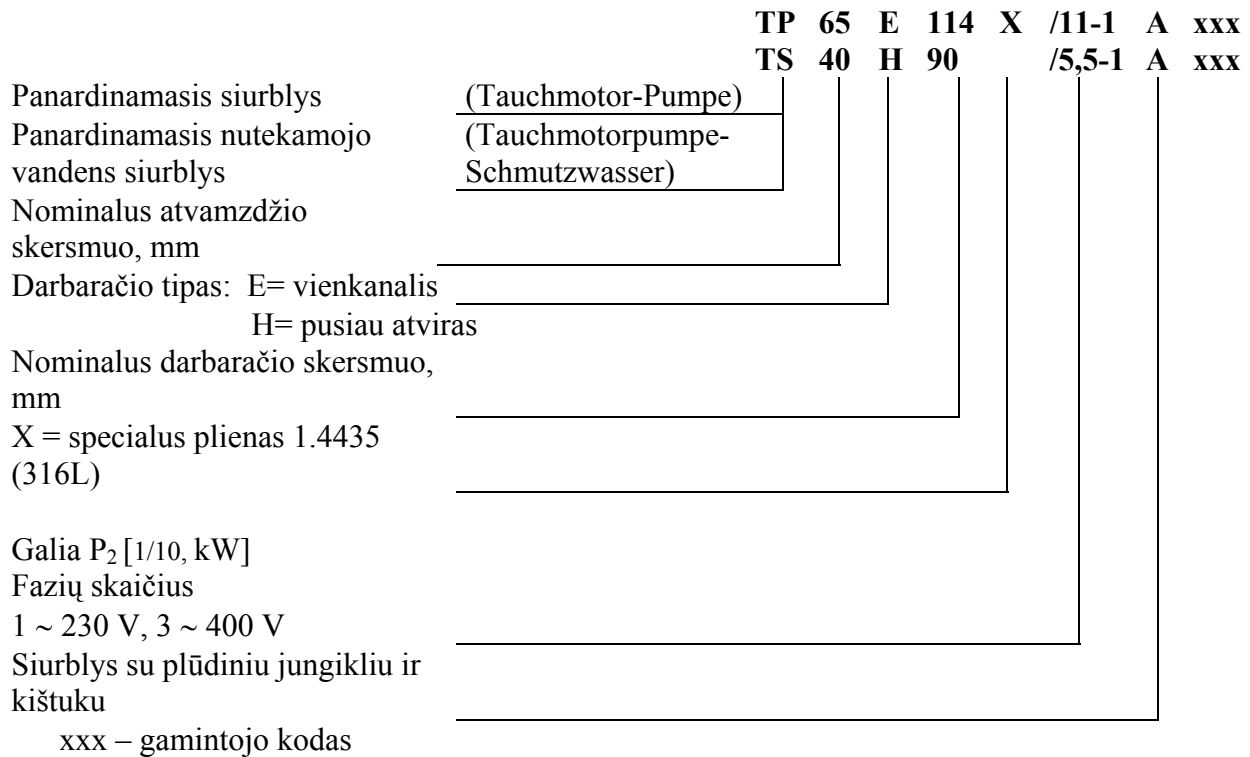 TP 65 E 114 X /11-1 A xxx
TS 40 H 90 /5,5-1 A xxx
Panardinamasis siurblys (Tauchmotor-Pumpe)
Panardinamasis nutekamojo (Tauchmotorpumpe-
vandens siurblys Schmutzwasser)
Nominalus atvamzdžio
skersmuo, mm
Darbaračio tipas: E= vienkanalis
H= pusiau atviras
Nominalus darbaračio skersmuo,
mm
X = specialus plienas 1.4435
(316L)
Galia P₂ [1/10, kW]
Fazių skaičius
1 ~ 230 V, 3 ~ 400 V
Siurblys su plūdiniu jungikliu ir
kištuku
xxx – gamintojo kodas